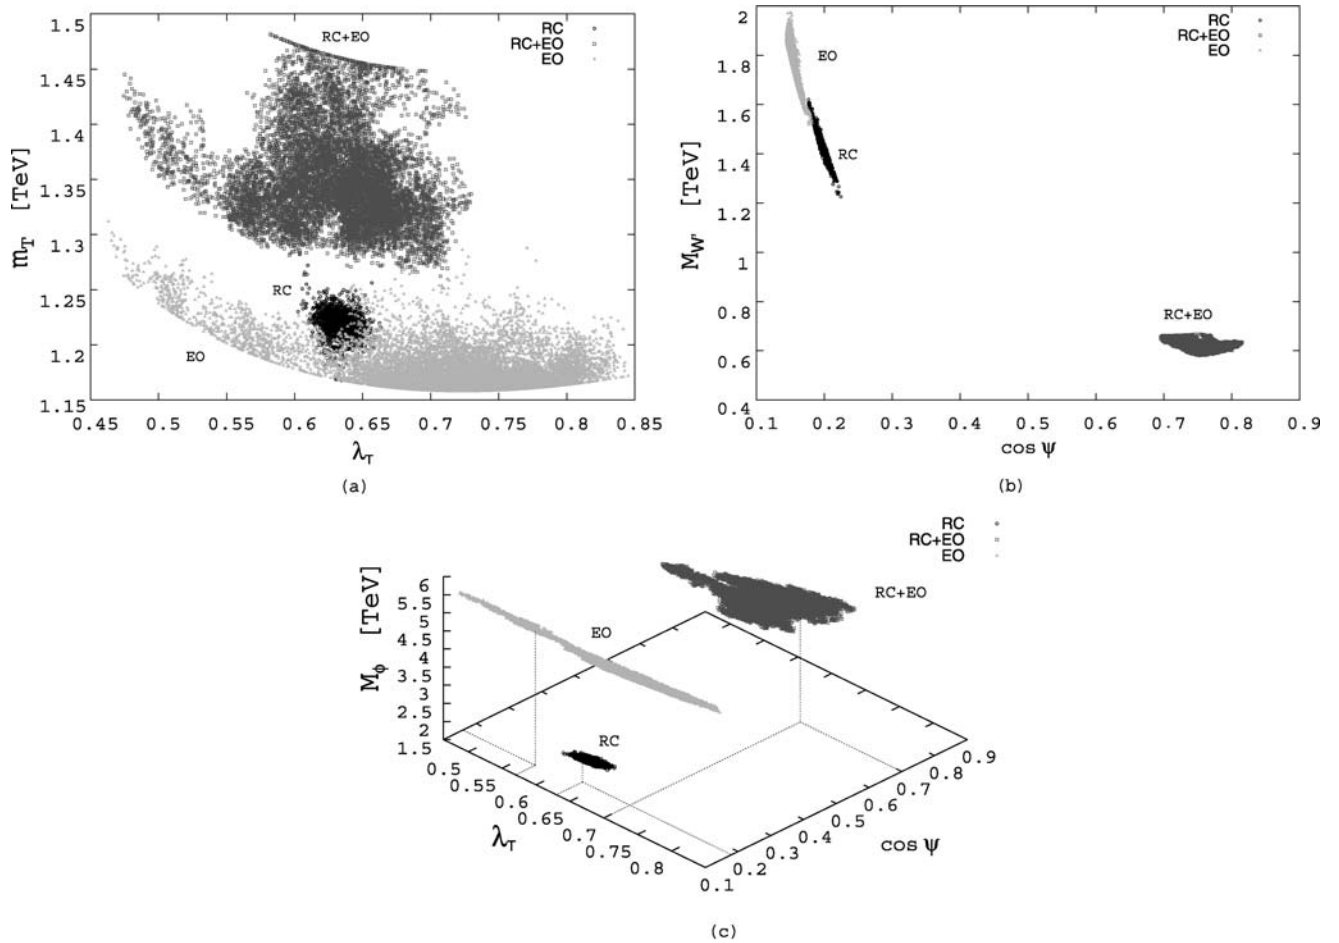 1.5
1.45
1.4
1.35
1.3
1.25
1.2
1.15
m_T [TeV]
RC
RC+EO
EO
RC+EO
RC
EO
0.45 0.5 0.55 0.6 0.65 0.7 0.75 0.8 0.85
λ_T
(a)
2
1.8
1.6
1.4
1.2
1
0.8
0.6
0.4
M_W' [TeV]
RC
RC+EO
EO
EO
RC
RC+EO
0.1 0.2 0.3 0.4 0.5 0.6 0.7 0.8 0.9
cos ψ
(b)
RC
RC+EO
EO
6
5.5
5
4.5
4
3.5
3
2.5
2
1.5
M_ϕ [TeV]
RC+EO
EO
RC
0.5 0.55 0.6 0.65 0.7 0.75 0.8
λ_T
0.1 0.2 0.3 0.4 0.5 0.6 0.7 0.8 0.9
cos ψ
(c)